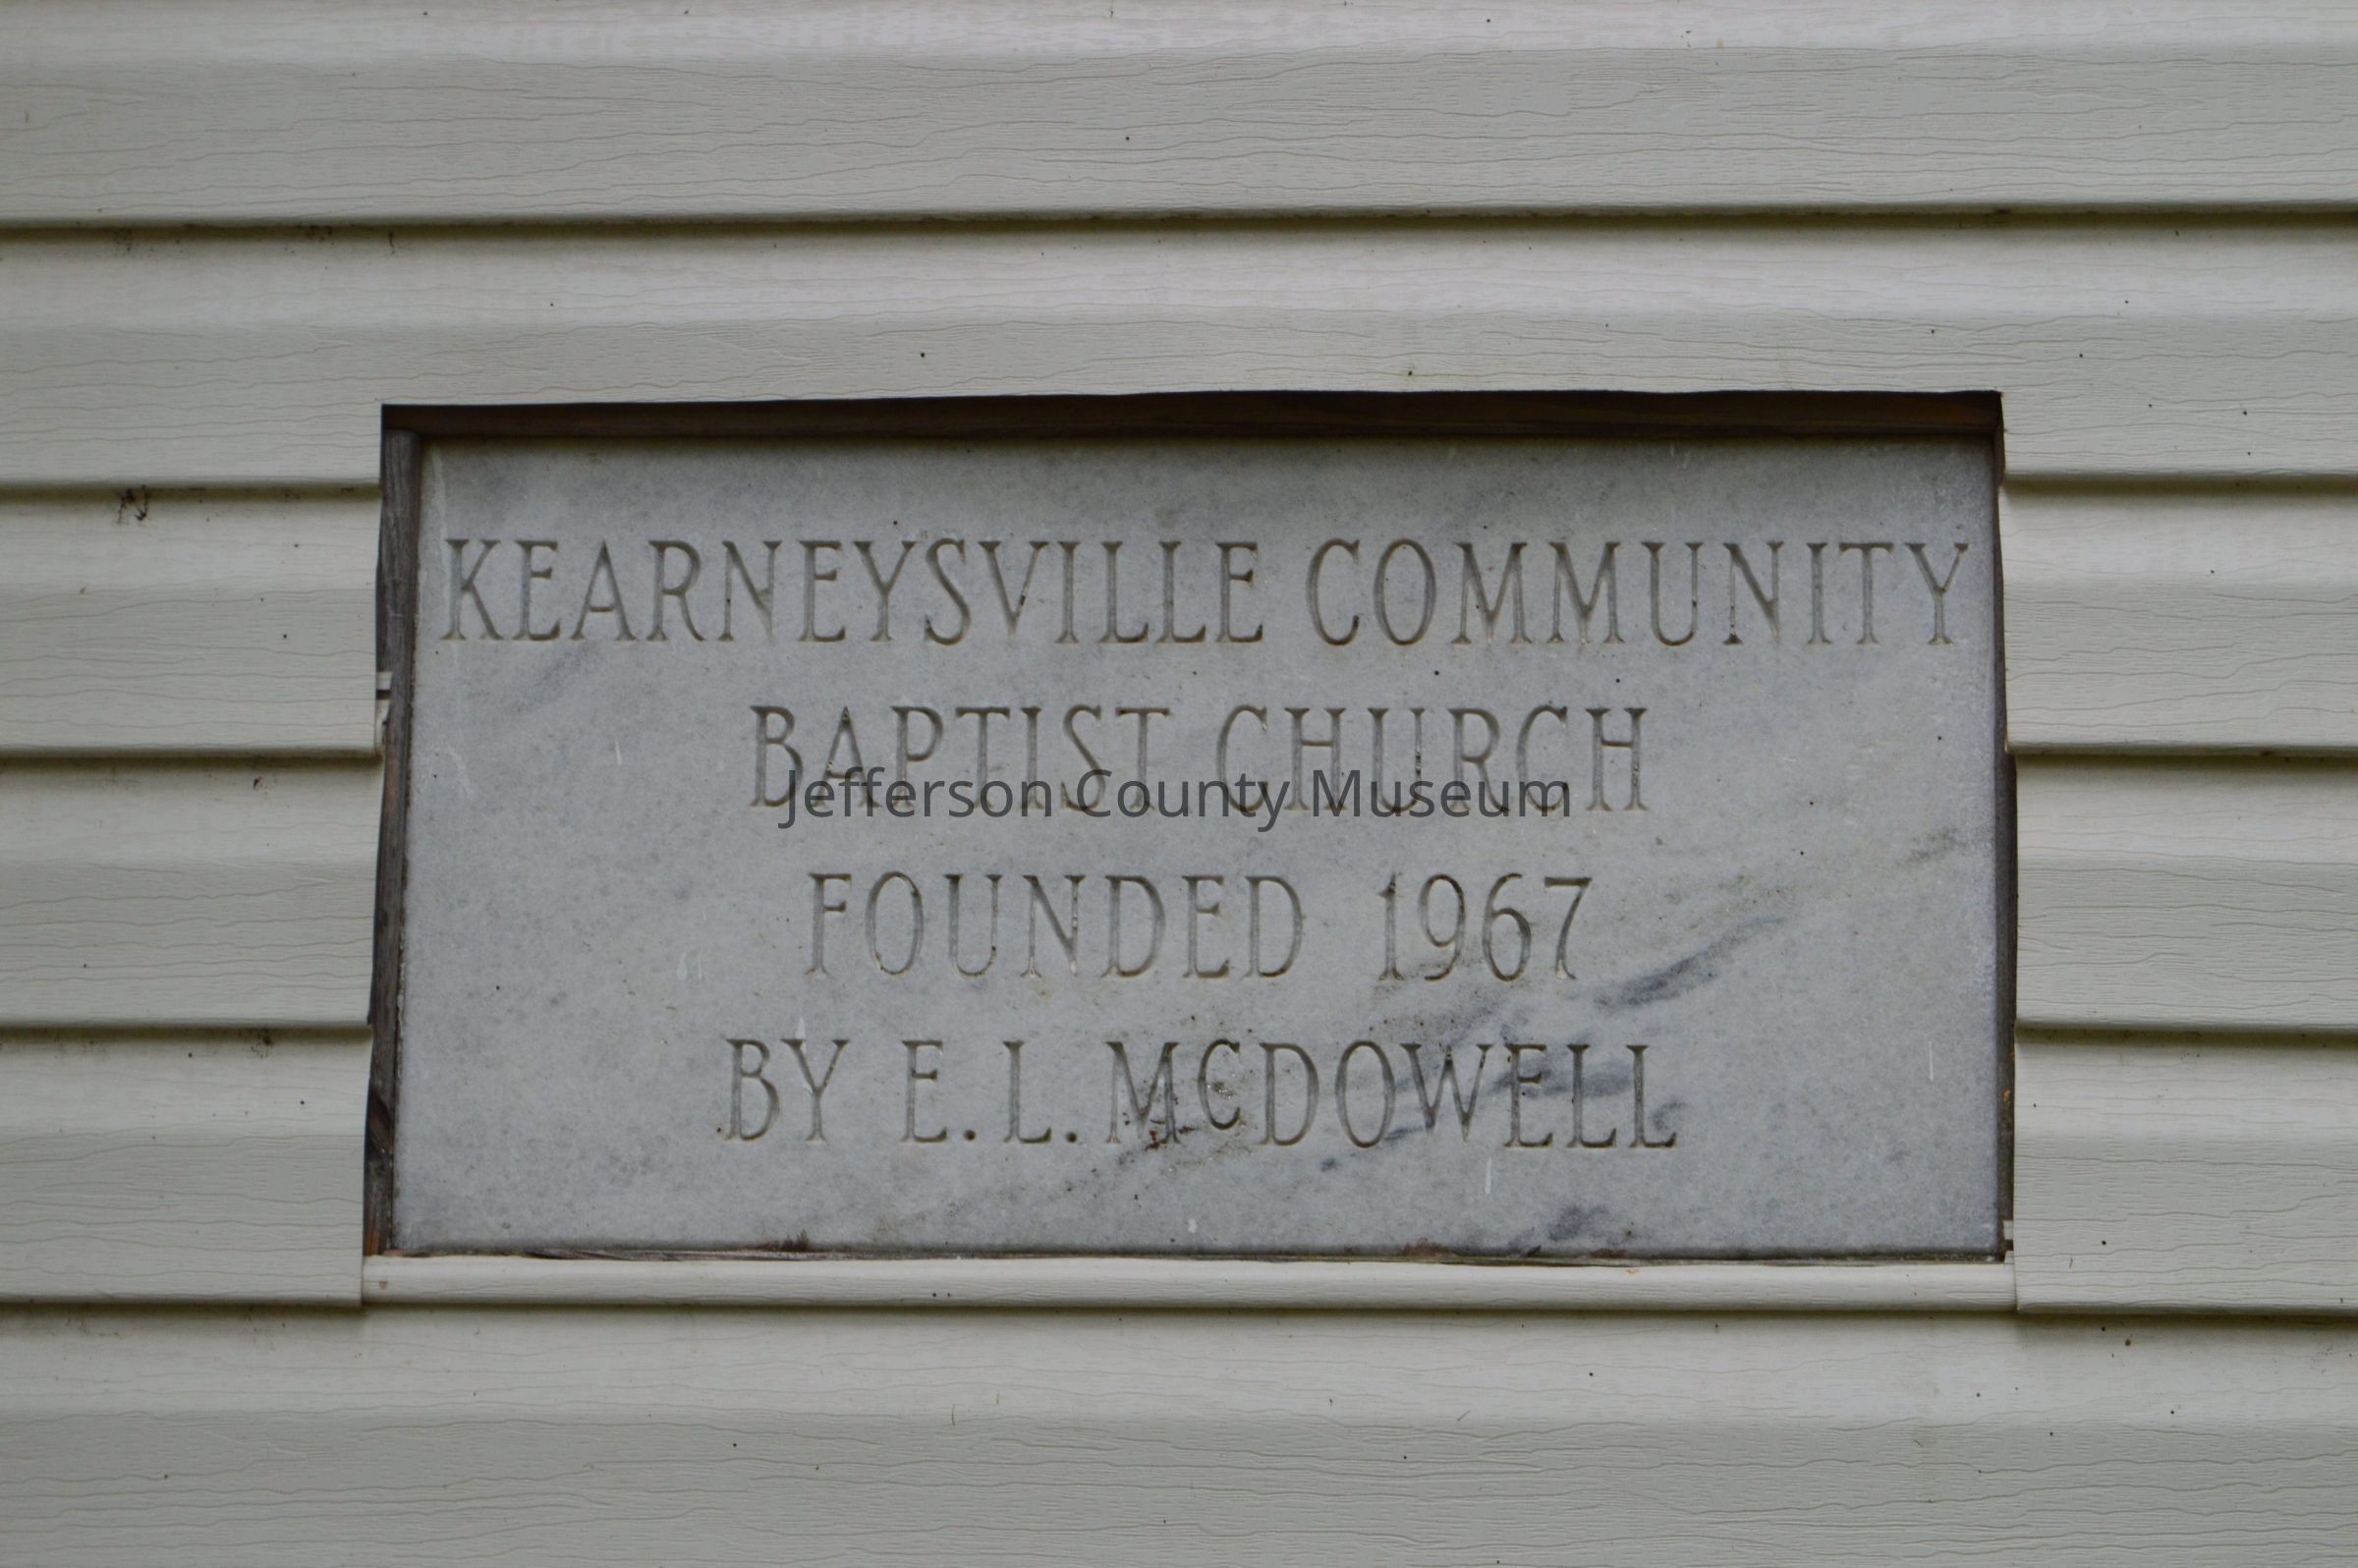 KEARNEYSVILLE COMMUNITY
BAPTIST CHURCH
Jefferson County Museum
FOUNDED 1967
BY E. L. McDOWELL